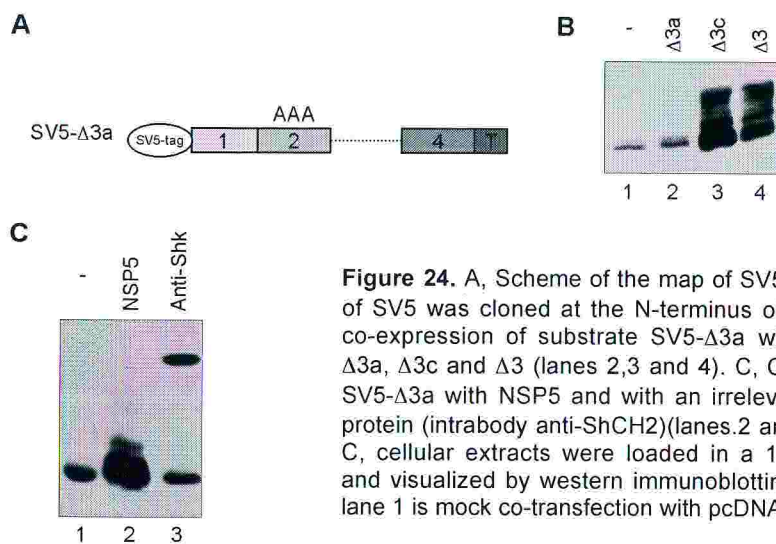 A
SV5-Δ3a
SV5-tag
AAA
1
2
4
T
B
-
Δ3a
Δ3c
Δ3
1 2 3 4
C
-
NSP5
Anti-Shk
1 2 3
Figure 24. A, Scheme of the map of SV5
of SV5 was cloned at the N-terminus o
co-expression of substrate SV5-Δ3a w
Δ3a, Δ3c and Δ3 (lanes 2,3 and 4). C, C
SV5-Δ3a with NSP5 and with an irrelev
protein (intrabody anti-ShCH2)(lanes.2 an
C, cellular extracts were loaded in a 1
and visualized by western immunoblottin
lane 1 is mock co-transfection with pcDNA